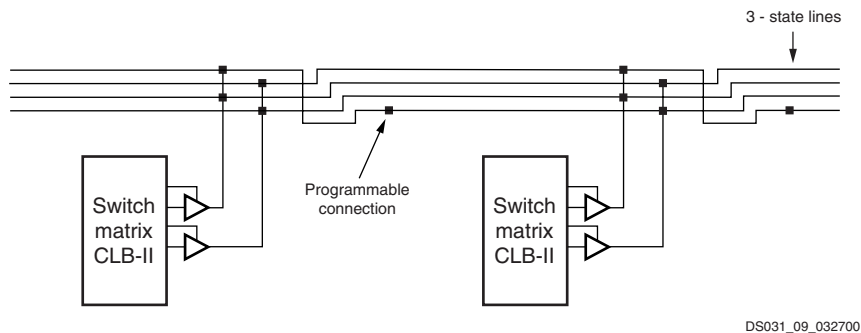 3 - state lines
Programmable
connection
Switch
matrix
CLB-II
Switch
matrix
CLB-II
DS031_09_032700